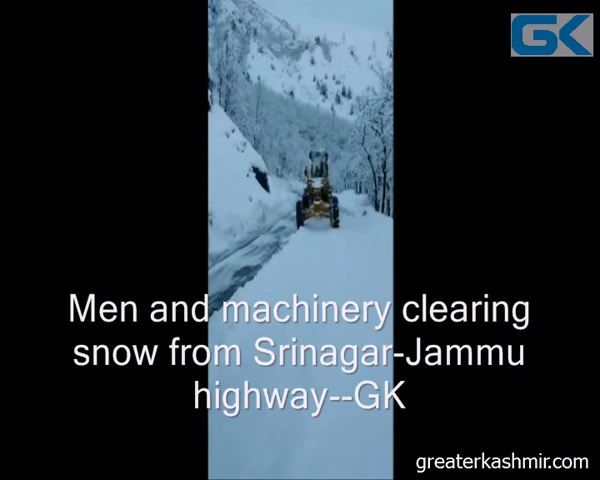 GK
Men and machinery clearing
snow from Srinagar-Jammu
highway--GK
greaterkashmir.com